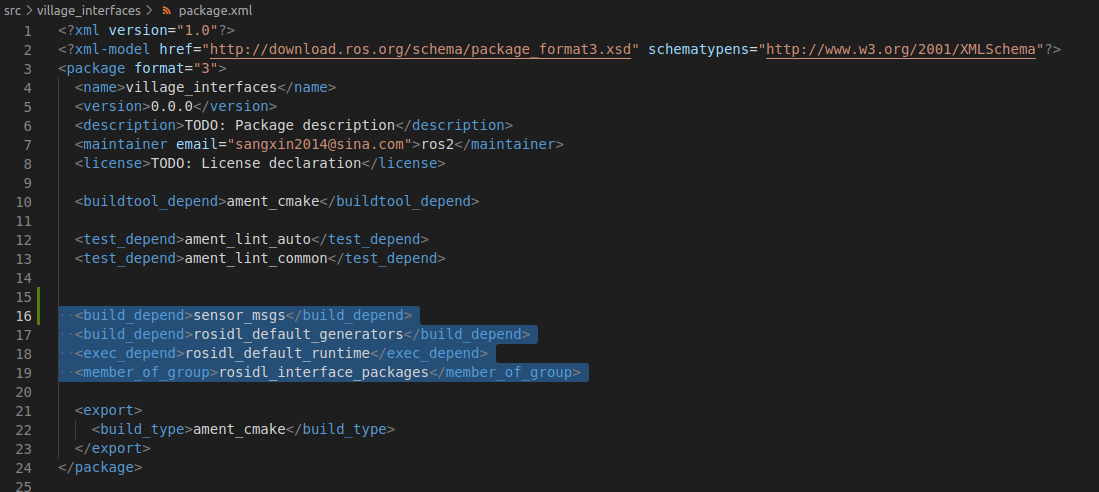 src > village_interfaces > package.xml
1 <?xml version="1.0"?>
2 <?xml-model href="http://download.ros.org/schema/package_format3.xsd" schematypens="http://www.w3.org/2001/XMLSchema"?>
3 <package format="3">
4 <name>village_interfaces</name>
5 <version>0.0.0</version>
6 <description>TODO: Package description</description>
7 <maintainer email="sangxin2014@sina.com">ros2</maintainer>
8 <license>TODO: License declaration</license>
9
10 <buildtool_depend>ament_cmake</buildtool_depend>
11
12 <test_depend>ament_lint_auto</test_depend>
13 <test_depend>ament_lint_common</test_depend>
14
15
16 <build_depend>sensor_msgs</build_depend>
17 <build_depend>rosidl_default_generators</build_depend>
18 <exec_depend>rosidl_default_runtime</exec_depend>
19 <member_of_group>rosidl_interface_packages</member_of_group>
20
21 <export>
22 <build_type>ament_cmake</build_type>
23 </export>
24 </package>
25